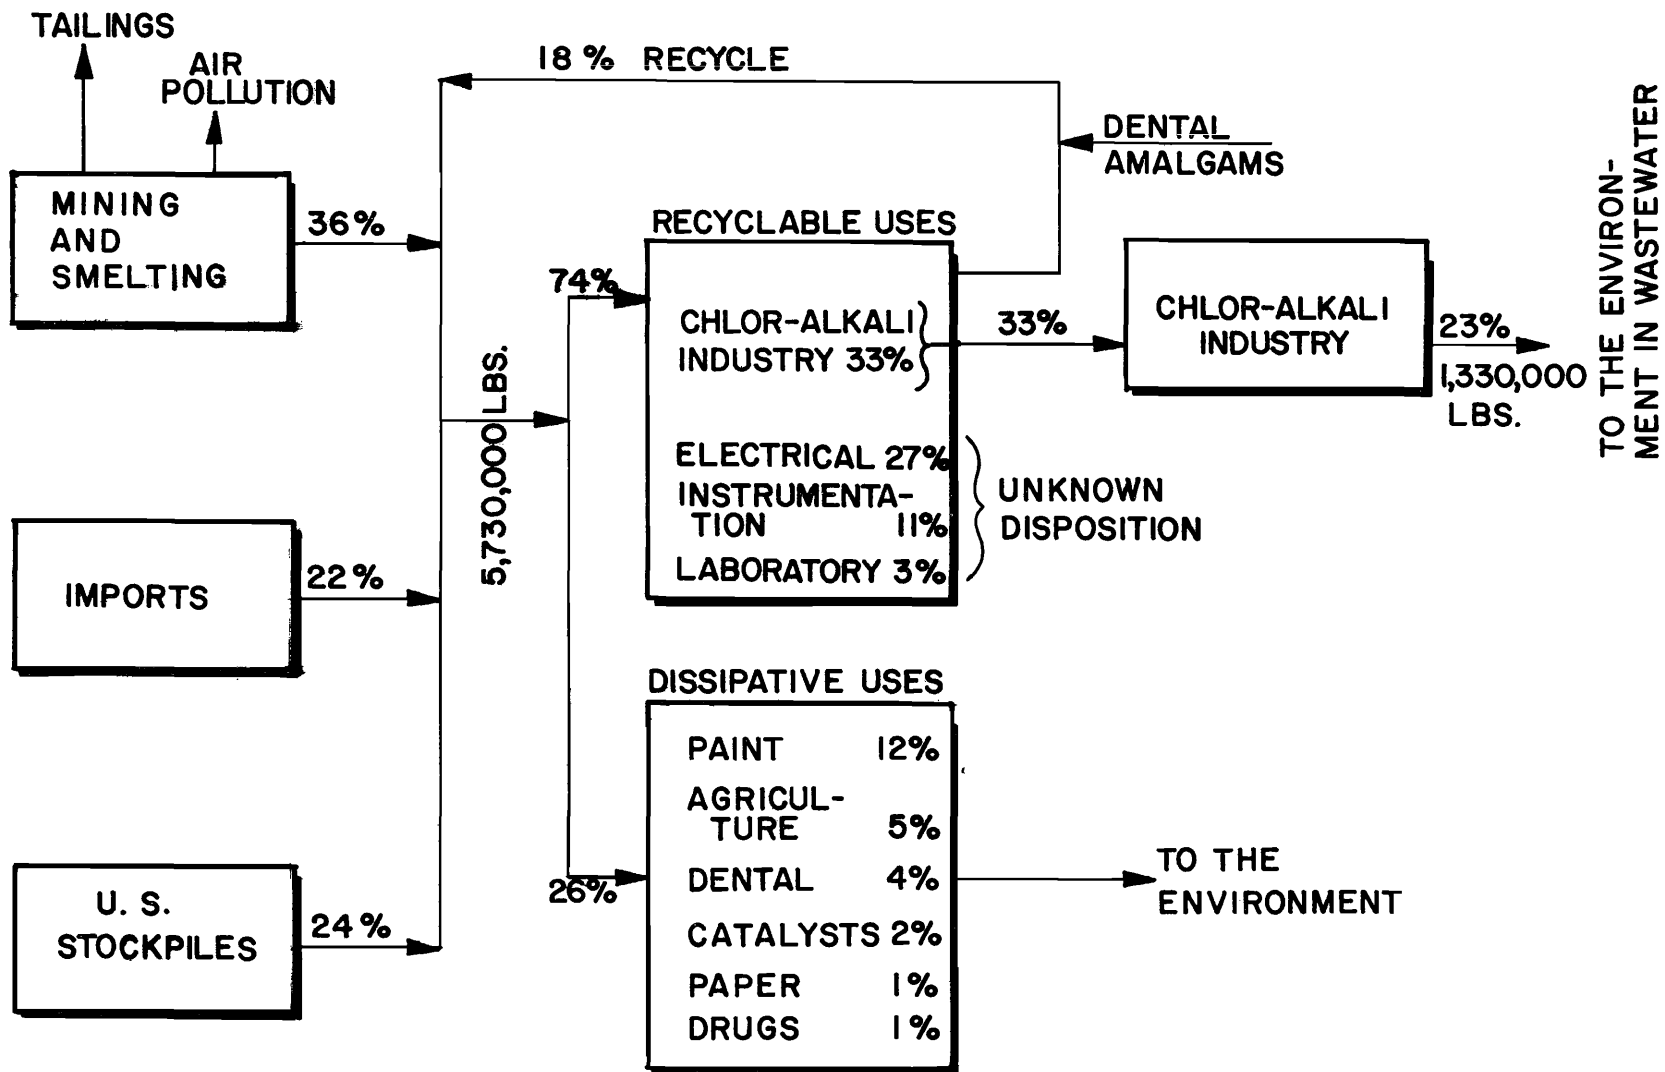 TAILINGS
AIR
POLLUTION
18 % RECYCLE
DENTAL
AMALGAMS
MINING
AND
SMELTING
36%
RECYCLABLE USES
74%
CHLOR-ALKALI
INDUSTRY 33%
33%
CHLOR-ALKALI
INDUSTRY
23%
1,330,000
LBS.
TO THE ENVIRON-
MENT IN WASTEWATER
5,730,000 LBS.
ELECTRICAL 27%
INSTRUMENTA-
TION 11%
LABORATORY 3%
UNKNOWN
DISPOSITION
IMPORTS
22%
DISSIPATIVE USES
PAINT 12%
AGRICUL-
TURE 5%
DENTAL 4%
CATALYSTS 2%
PAPER 1%
DRUGS 1%
26%
TO THE
ENVIRONMENT
U. S.
STOCKPILES
24%